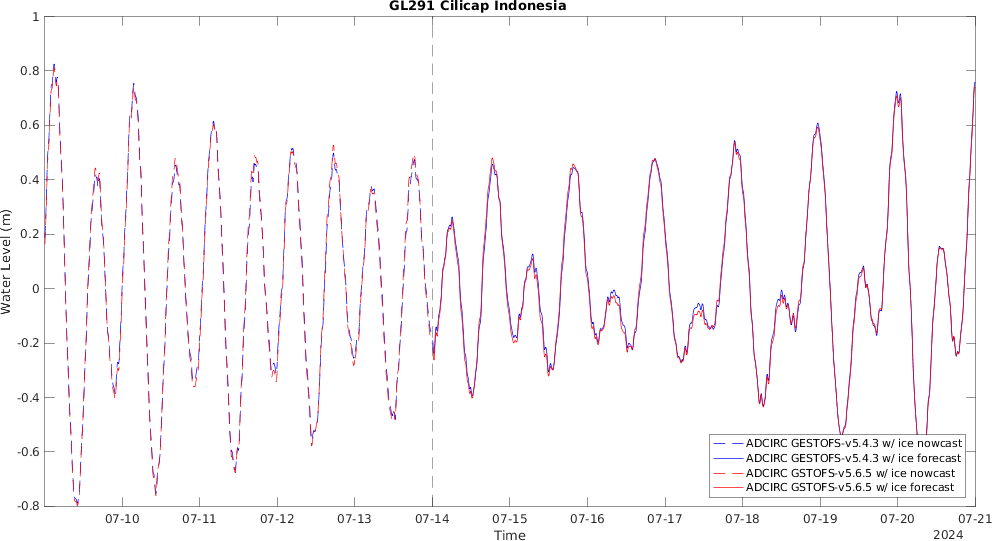 GL291 Cilicap Indonesia
Water Level (m)
1
0.8
0.6
0.4
0.2
0
-0.2
-0.4
-0.6
-0.8
ADCIRC GESTOFS-v5.4.3 w/ ice nowcast
ADCIRC GESTOFS-v5.4.3 w/ ice forecast
ADCIRC GSTOFS-v5.6.5 w/ ice nowcast
ADCIRC GSTOFS-v5.6.5 w/ ice forecast
07-10 07-11 07-12 07-13 07-14 07-15 07-16 07-17 07-18 07-19 07-20 07-21
Time
2024